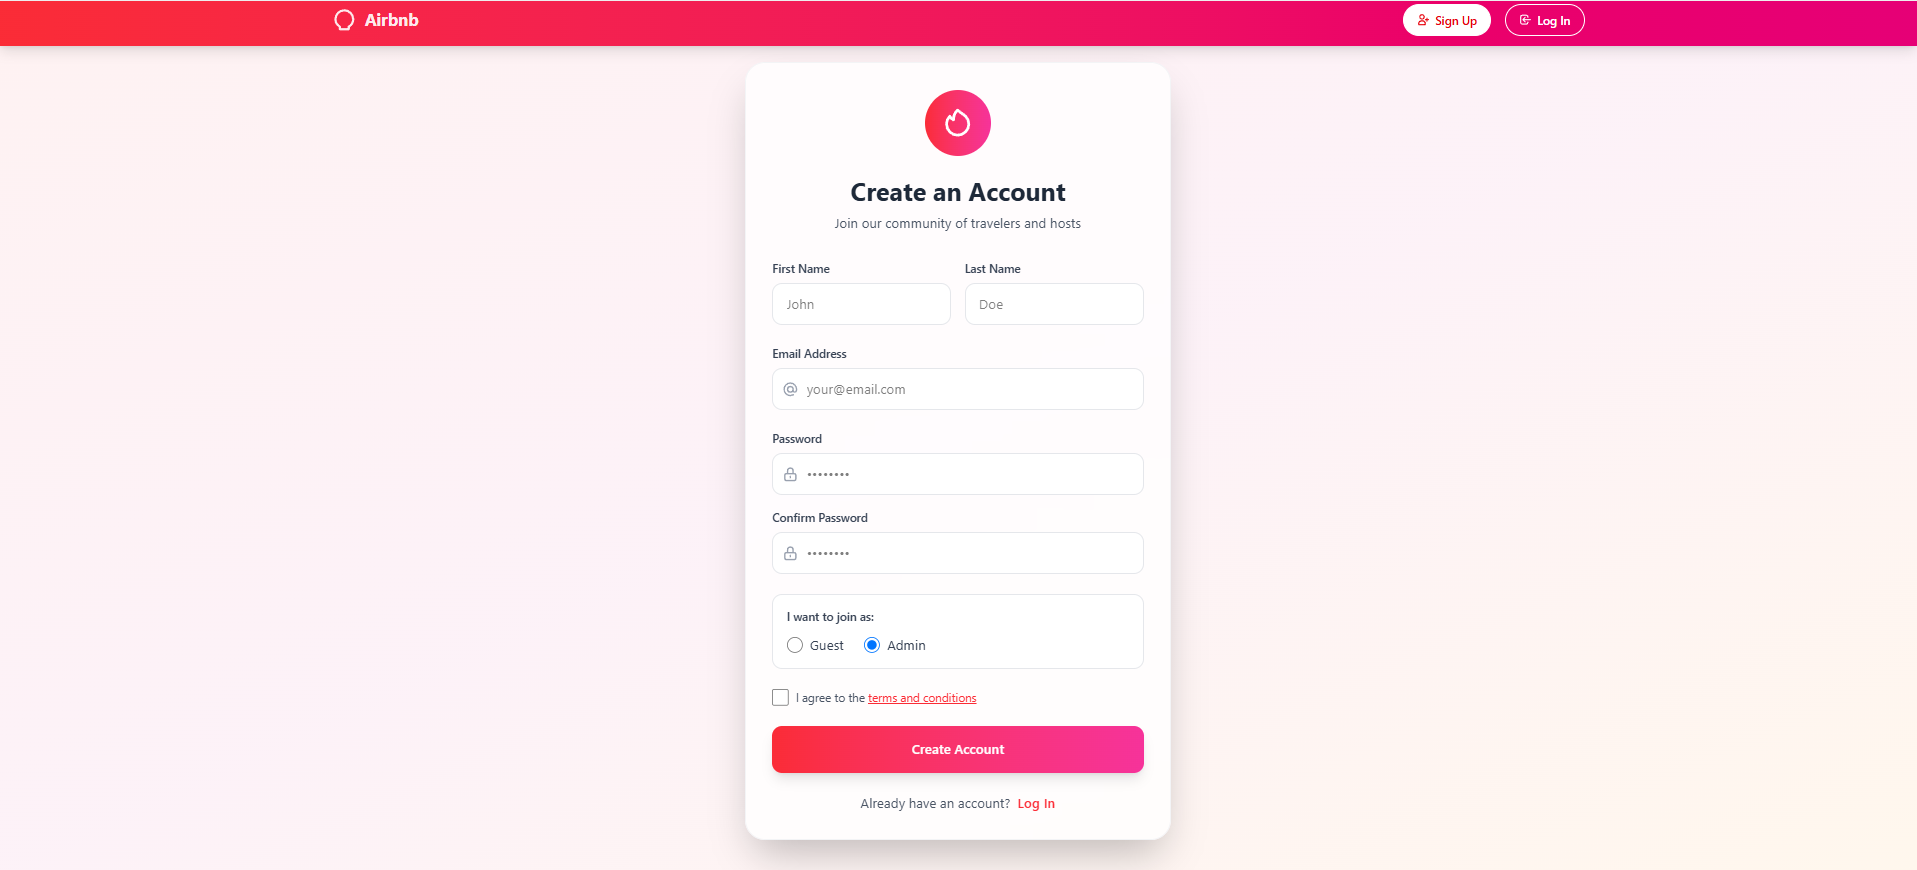 Airbnb
Sign Up
Log In
Create an Account
Join our community of travelers and hosts
First Name
Last Name
John
Doe
Email Address
your@email.com
Password
••••••••
Confirm Password
••••••••
I want to join as:
Guest
Admin
I agree to the terms and conditions
Create Account
Already have an account? Log In